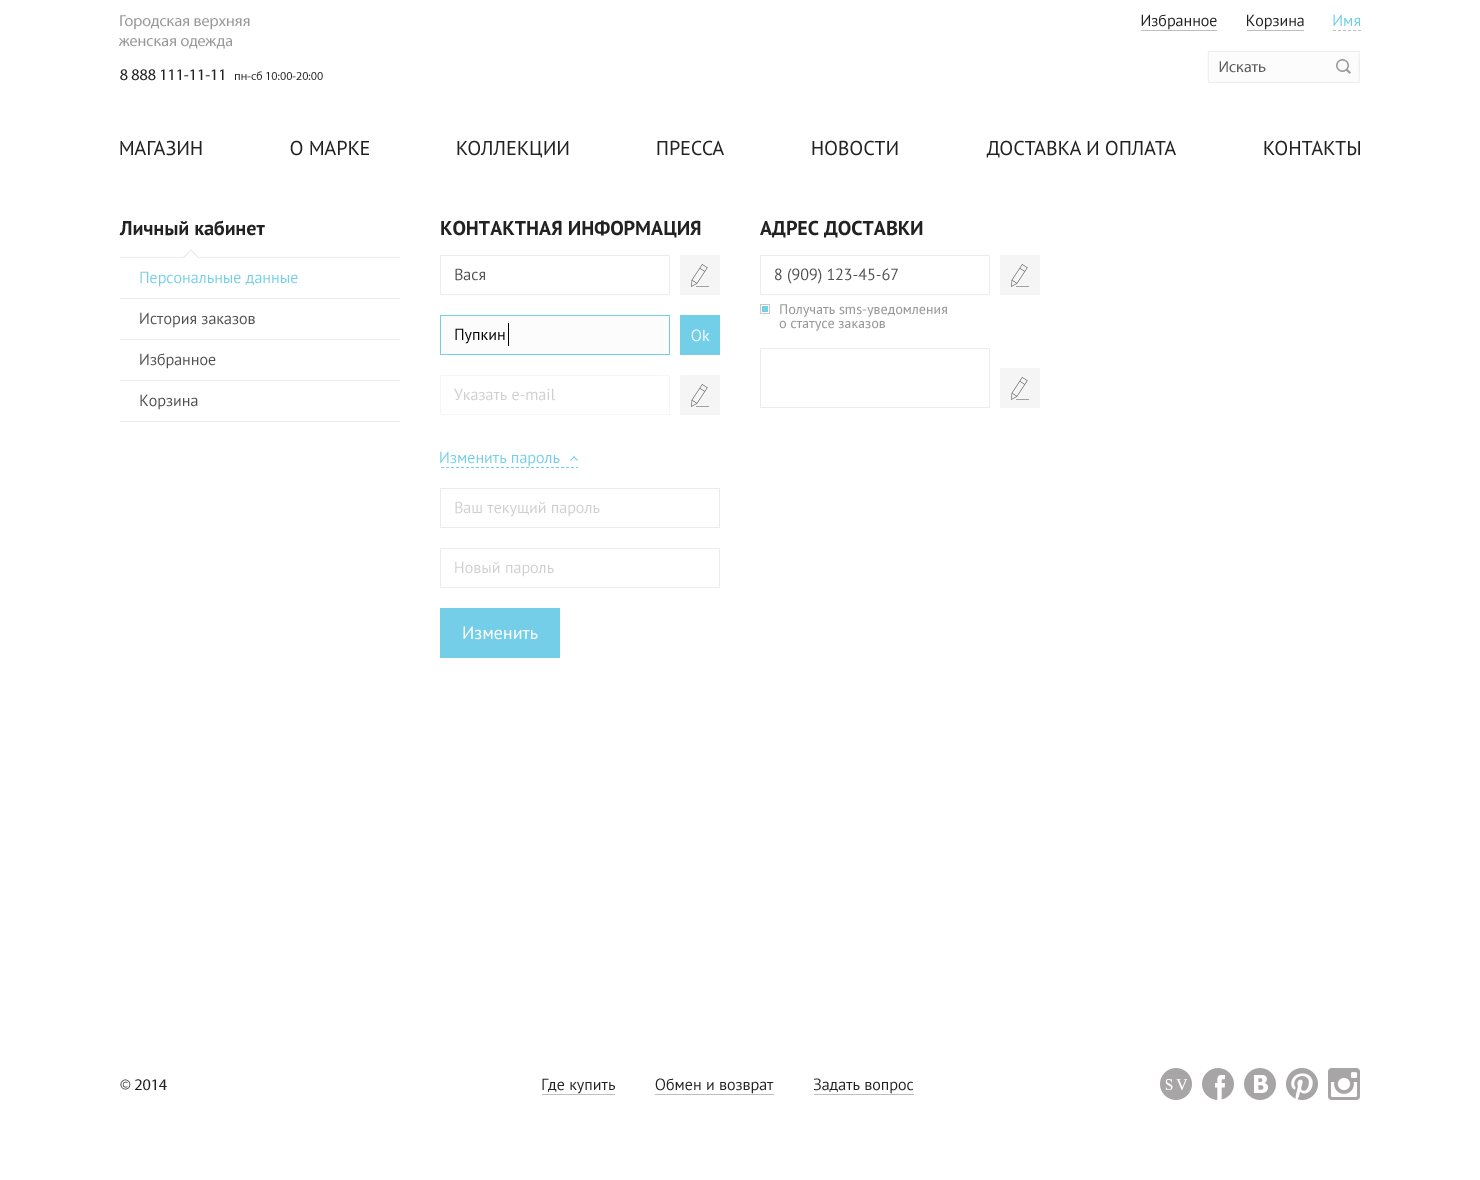 Городская верхняя
женская одежда
8 888 111-11-11 пн-сб 10:00-20:00
Избранное Корзина Имя
Искать
МАГАЗИН О МАРКЕ КОЛЛЕКЦИИ ПРЕССА НОВОСТИ ДОСТАВКА И ОПЛАТА КОНТАКТЫ
Личный кабинет
Персональные данные
История заказов
Избранное
Корзина
КОНТАКТНАЯ ИНФОРМАЦИЯ
Вася
Пупкин Ok
Указать e-mail
Изменить пароль
Ваш текущий пароль
Новый пароль
Изменить
АДРЕС ДОСТАВКИ
8 (909) 123-45-67
Получать sms-уведомления
о статусе заказов
© 2014
Где купить Обмен и возврат Задать вопрос
SV f B P